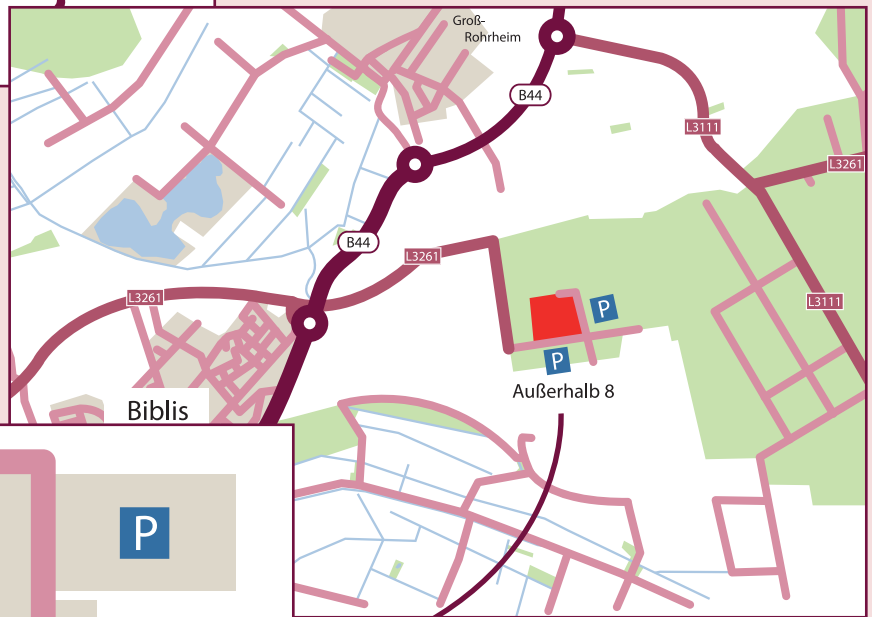 Groß-
Rohrheim
B44
L3111
L3261
B44
L3261
L3261
L3111
P
P
Außerhalb 8
Biblis
P